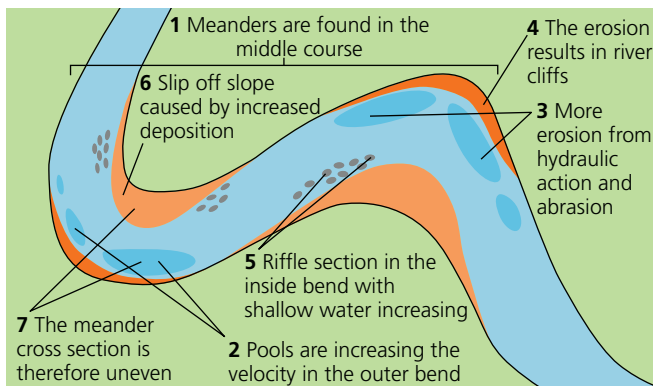 1 Meanders are found in the
middle course
4 The erosion
results in river
cliffs
6 Slip off slope
caused by increased
deposition
3 More
erosion from
hydraulic
action and
abrasion
5 Riffle section in the
inside bend with
shallow water increasing
7 The meander
cross section is
therefore uneven
2 Pools are increasing the
velocity in the outer bend